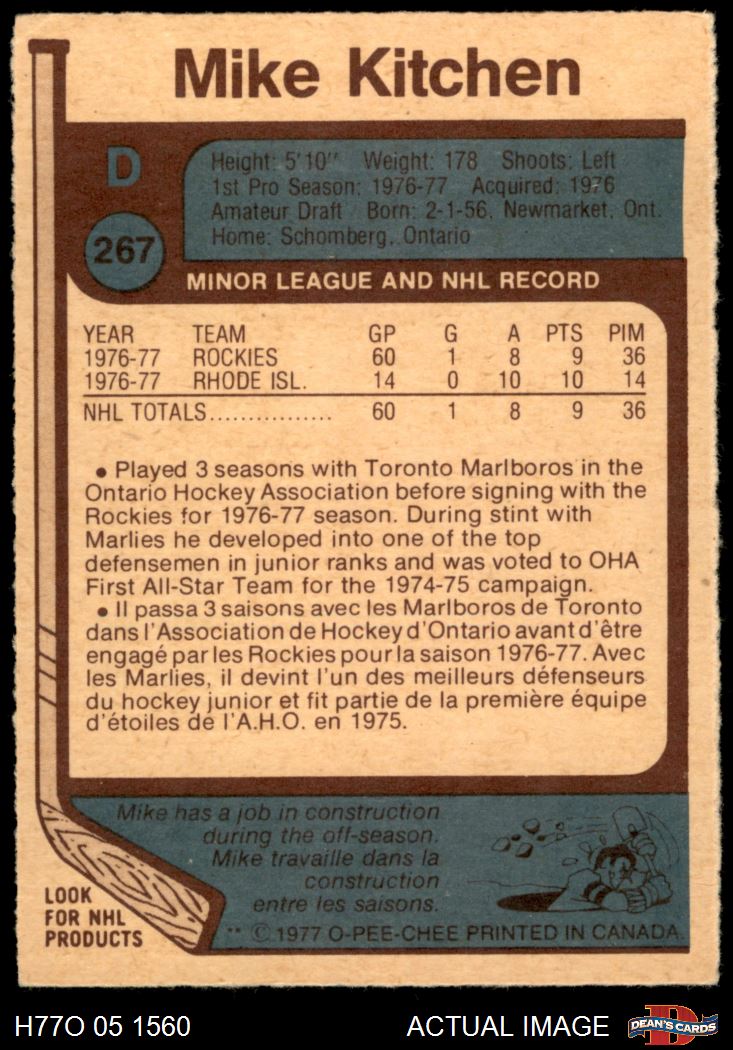 Mike Kitchen
D
267
Height: 5'10" Weight: 178 Shoots: Left
1st Pro Season: 1976-77 Acquired: 1976
Amateur Draft Born: 2-1-56, Newmarket, Ont.
Home: Schomberg, Ontario
MINOR LEAGUE AND NHL RECORD
YEAR TEAM GP G A PTS PIM
1976-77 ROCKIES 60 1 8 9 36
1976-77 RHODE ISL. 14 0 10 10 14
NHL TOTALS................ 60 1 8 9 36
• Played 3 seasons with Toronto Marlboros in the
Ontario Hockey Association before signing with the
Rockies for 1976-77 season. During stint with
Marlies he developed into one of the top
defensemen in junior ranks and was voted to OHA
First All-Star Team for the 1974-75 campaign.
• Il passa 3 saisons avec les Marlboros de Toronto
dans l'Association de Hockey d'Ontario avant d'être
engagé par les Rockies pour la saison 1976-77. Avec
les Marlies, il devint l'un des meilleurs défenseurs
du hockey junior et fit partie de la première équipe
d'étoiles de l'A.H.O. en 1975.
Mike has a job in construction
during the off-season.
Mike travaille dans la
construction
entre les saisons.
LOOK
FOR NHL
PRODUCTS
** © 1977 O-PEE-CHEE PRINTED IN CANADA.
H77O 05 1560 ACTUAL IMAGE
D
DEAN'S CARDS